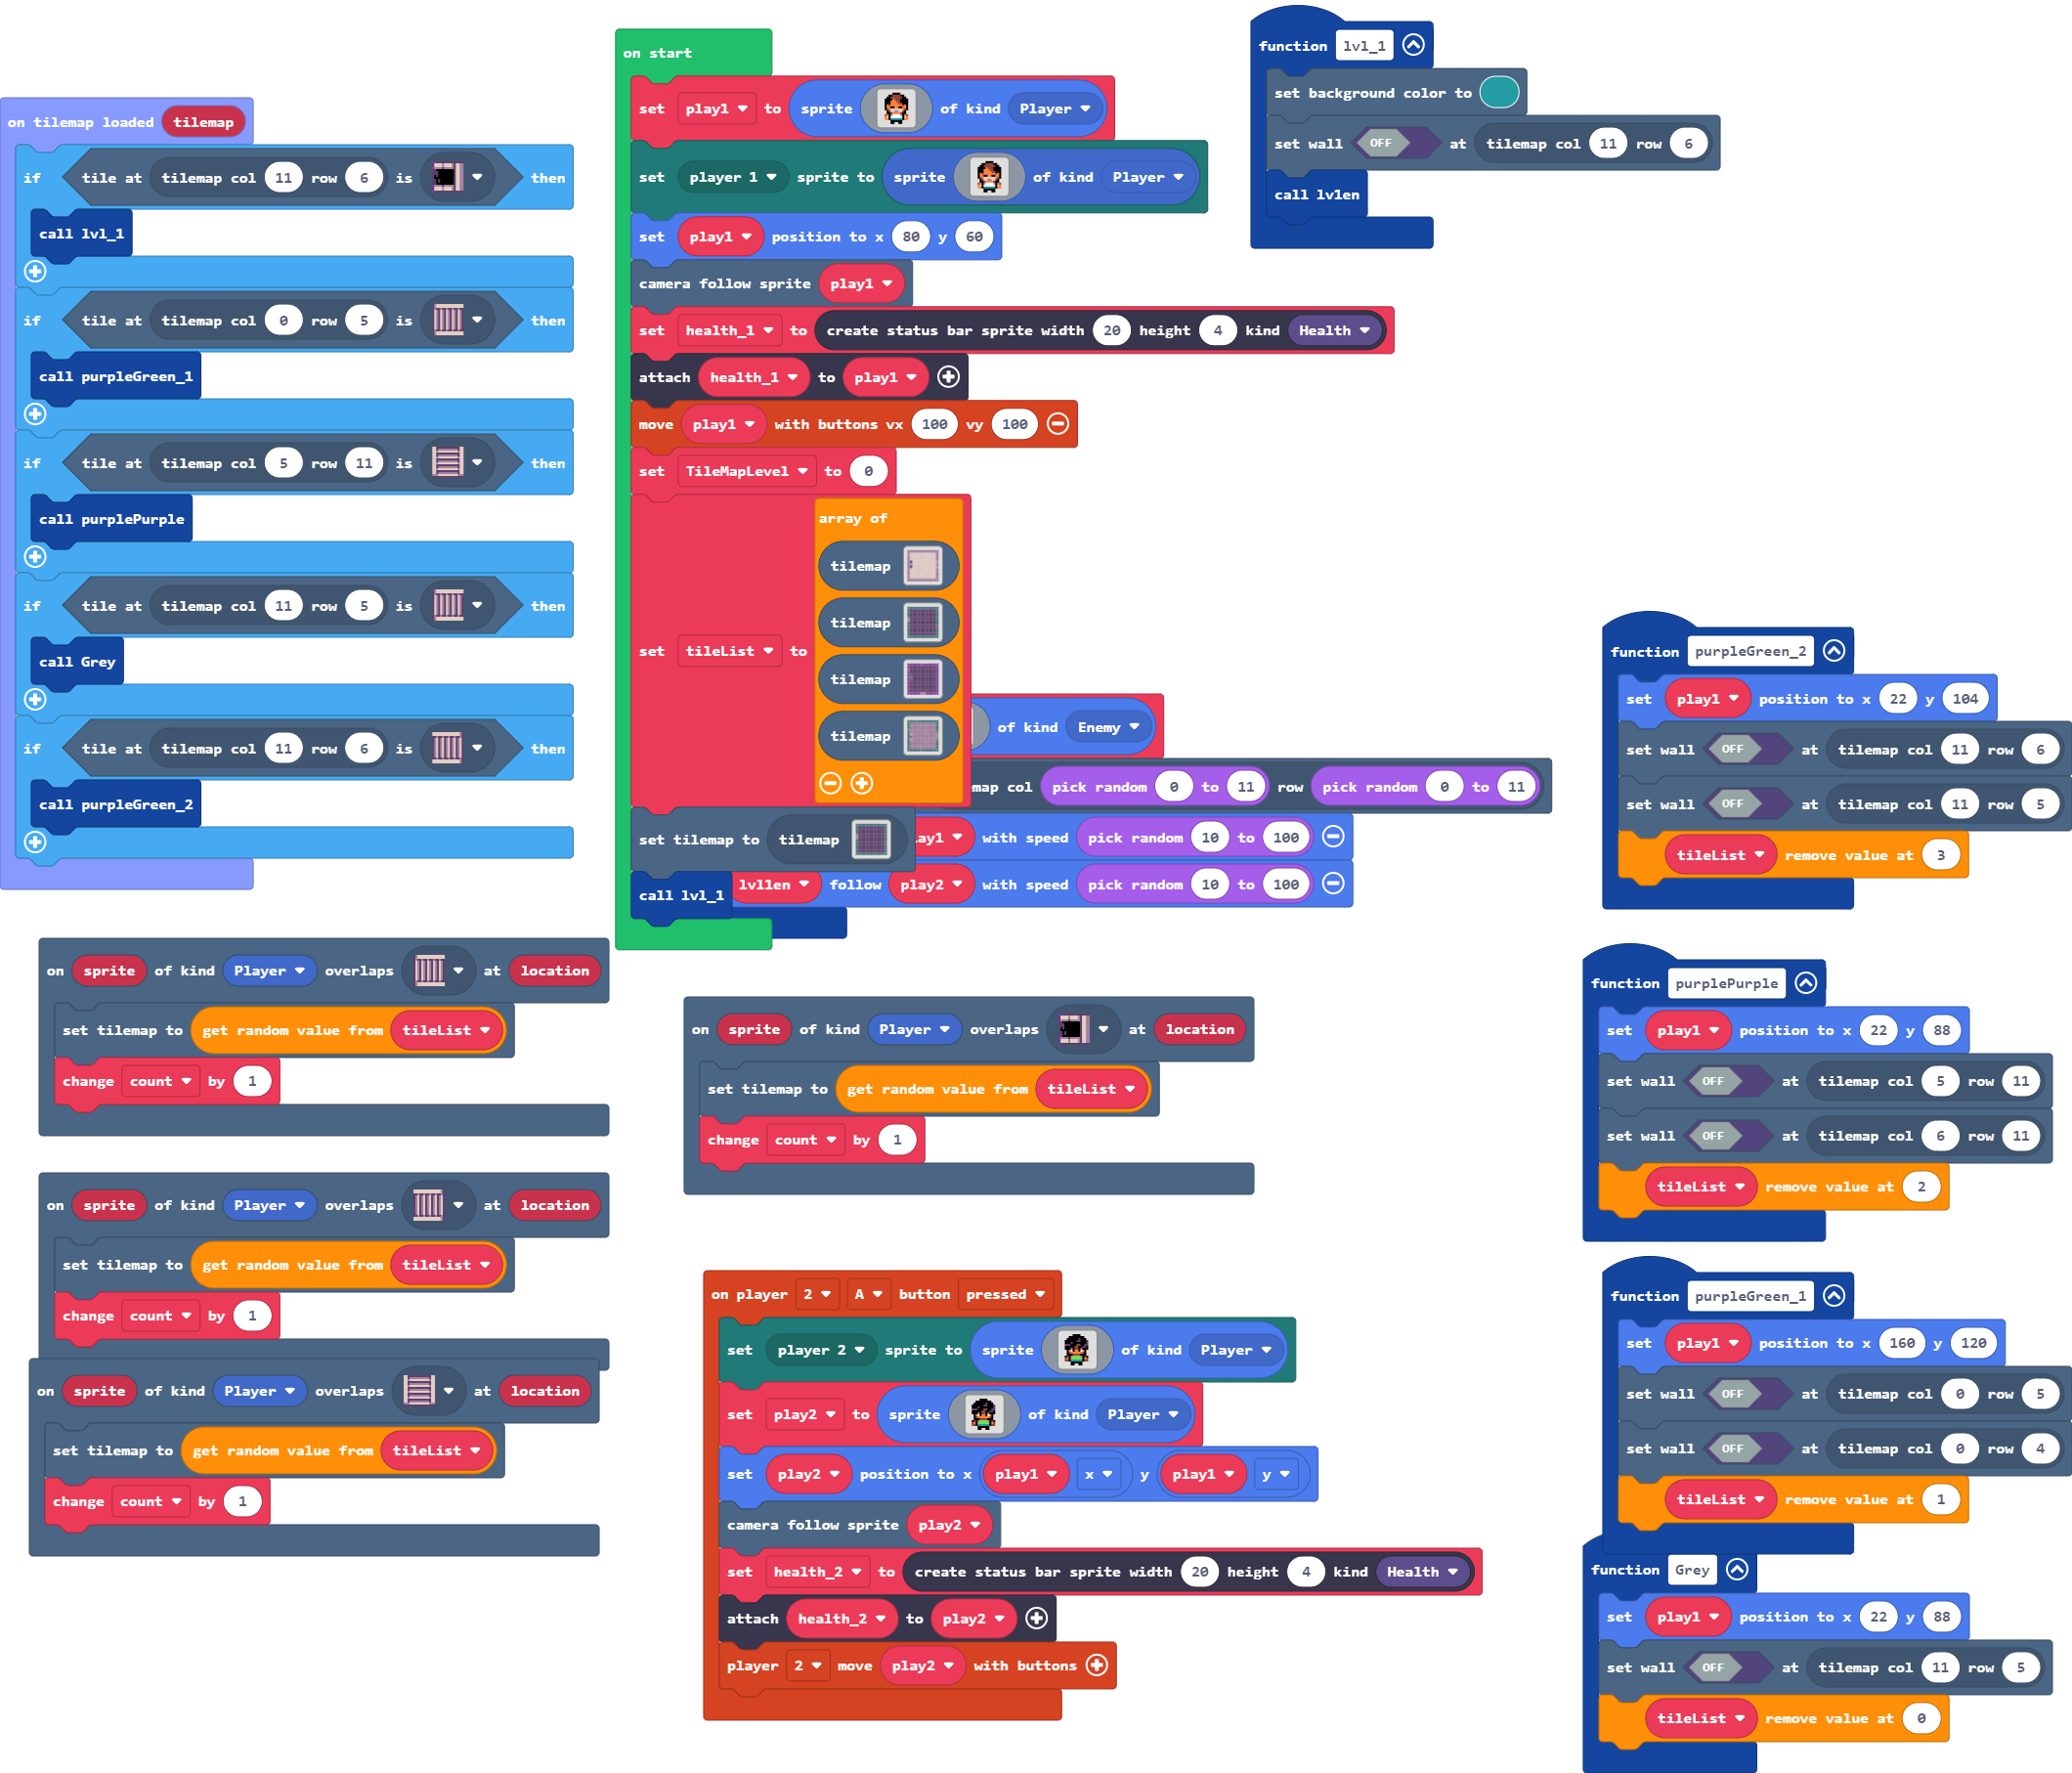 on tilemap loaded tilemap
if tile at tilemap col 11 row 6 is then
call lvl_1
if tile at tilemap col 0 row 5 is then
call purpleGreen_1
if tile at tilemap col 5 row 11 is then
call purplePurple
if tile at tilemap col 11 row 5 is then
call Grey
if tile at tilemap col 11 row 6 is then
call purpleGreen_2
on sprite of kind Player overlaps at location
set tilemap to get random value from tileList
change count by 1
on sprite of kind Player overlaps at location
set tilemap to get random value from tileList
change count by 1
on sprite of kind Player overlaps at location
set tilemap to get random value from tileList
change count by 1
on start
set play1 to sprite of kind Player
set player 1 sprite to sprite of kind Player
set play1 position to x 80 y 60
camera follow sprite play1
set health_1 to create status bar sprite width 20 height 4 kind Health
attach health_1 to play1
move play1 with buttons vx 100 vy 100
set TileMapLevel to 0
array of
tilemap
tilemap
set tileList to
tilemap
tilemap
of kind Enemy
map col pick random 0 to 11 row pick random 0 to 11
set tilemap to tilemap
lay1 with speed pick random 10 to 100
call lvl_1
lvl1en follow play2 with speed pick random 10 to 100
on sprite of kind Player overlaps at location
set tilemap to get random value from tileList
change count by 1
on player 2 A button pressed
set player 2 sprite to sprite of kind Player
set play2 to sprite of kind Player
set play2 position to x play1 x y play1 y
camera follow sprite play2
set health_2 to create status bar sprite width 20 height 4 kind Health
attach health_2 to play2
player 2 move play2 with buttons
function lvl_1
set background color to
set wall OFF at tilemap col 11 row 6
call lvlen
function purpleGreen_2
set play1 position to x 22 y 104
set wall OFF at tilemap col 11 row 6
set wall OFF at tilemap col 11 row 5
tileList remove value at 3
function purplePurple
set play1 position to x 22 y 88
set wall OFF at tilemap col 5 row 11
set wall OFF at tilemap col 6 row 11
tileList remove value at 2
function purpleGreen_1
set play1 position to x 160 y 120
set wall OFF at tilemap col 0 row 5
set wall OFF at tilemap col 0 row 4
tileList remove value at 1
function Grey
set play1 position to x 22 y 88
set wall OFF at tilemap col 11 row 5
tileList remove value at 0